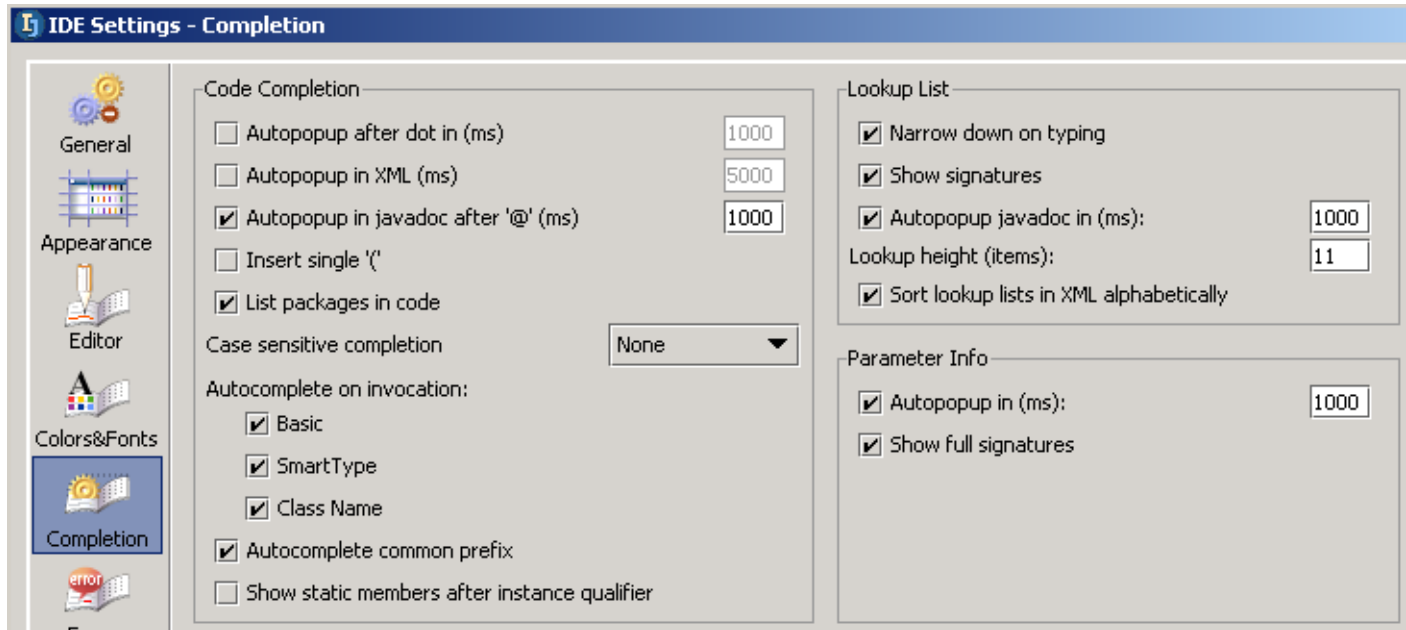 IDE Settings - Completion
General
Appearance
Editor
Colors&Fonts
Completion
error
Code Completion
Autopopup after dot in (ms) 1000
Autopopup in XML (ms) 5000
Autopopup in javadoc after '@' (ms) 1000
Insert single '('
List packages in code
Case sensitive completion None
Autocomplete on invocation:
Basic
SmartType
Class Name
Autocomplete common prefix
Show static members after instance qualifier
Lookup List
Narrow down on typing
Show signatures
Autopopup javadoc in (ms): 1000
Lookup height (items): 11
Sort lookup lists in XML alphabetically
Parameter Info
Autopopup in (ms): 1000
Show full signatures